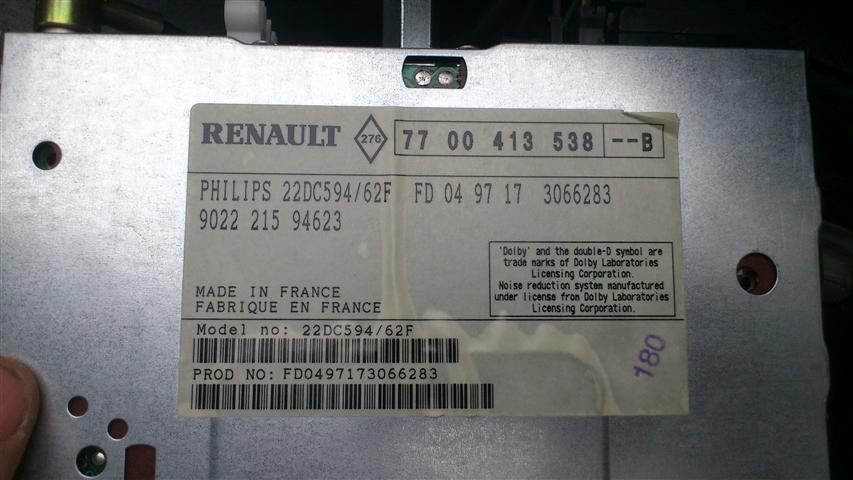 RENAULT 276 77 00 413 538 --B
PHILIPS 22DC594/62F FD 04 97 17 3066283
9022 215 94623
'Dolby' and the double-D symbol are
trade marks of Dolby Laboratories
Licensing Corporation.
Noise reduction system manufactured
under license from Dolby Laboratories
Licensing Corporation.
MADE IN FRANCE
FABRIQUE EN FRANCE
Model no: 22DC594/62F
PROD NO: FD0497173066283
180